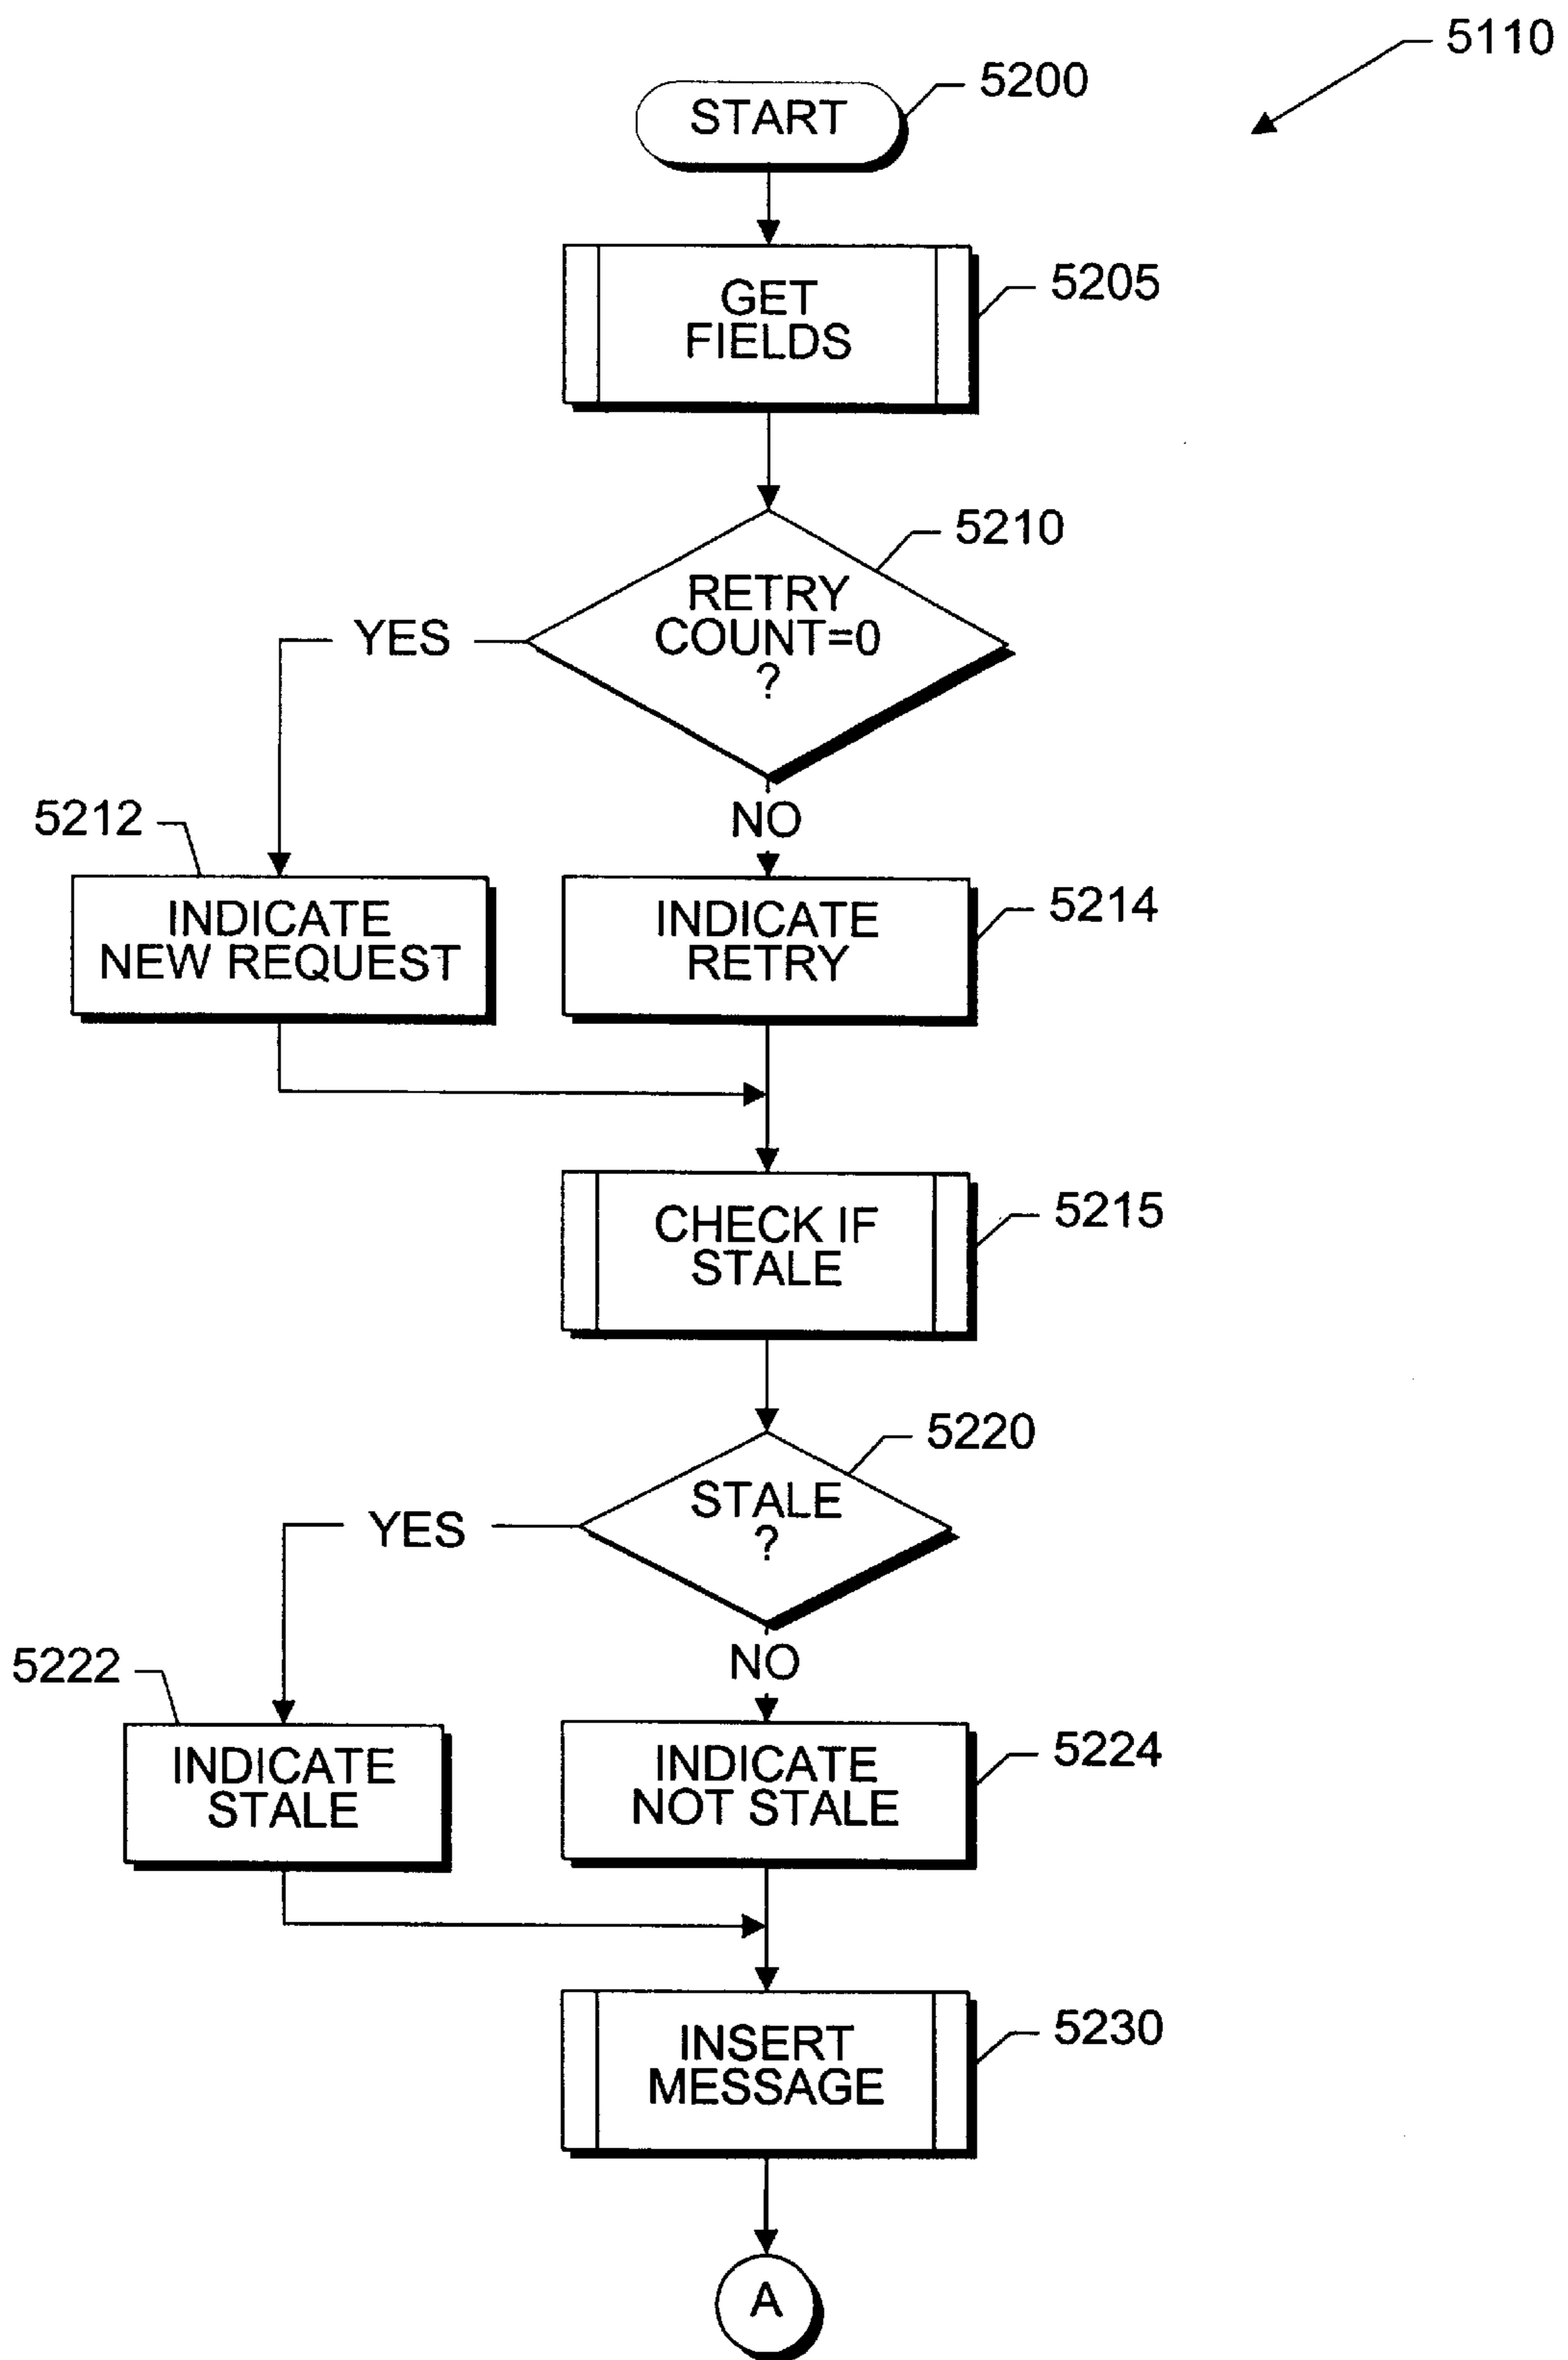 5110
5200
START
5205
GET
FIELDS
5210
RETRY
COUNT=0
?
YES
NO
5212
INDICATE
NEW REQUEST
5214
INDICATE
RETRY
5215
CHECK IF
STALE
5220
STALE
?
YES
NO
5222
INDICATE
STALE
5224
INDICATE
NOT STALE
5230
INSERT
MESSAGE
A